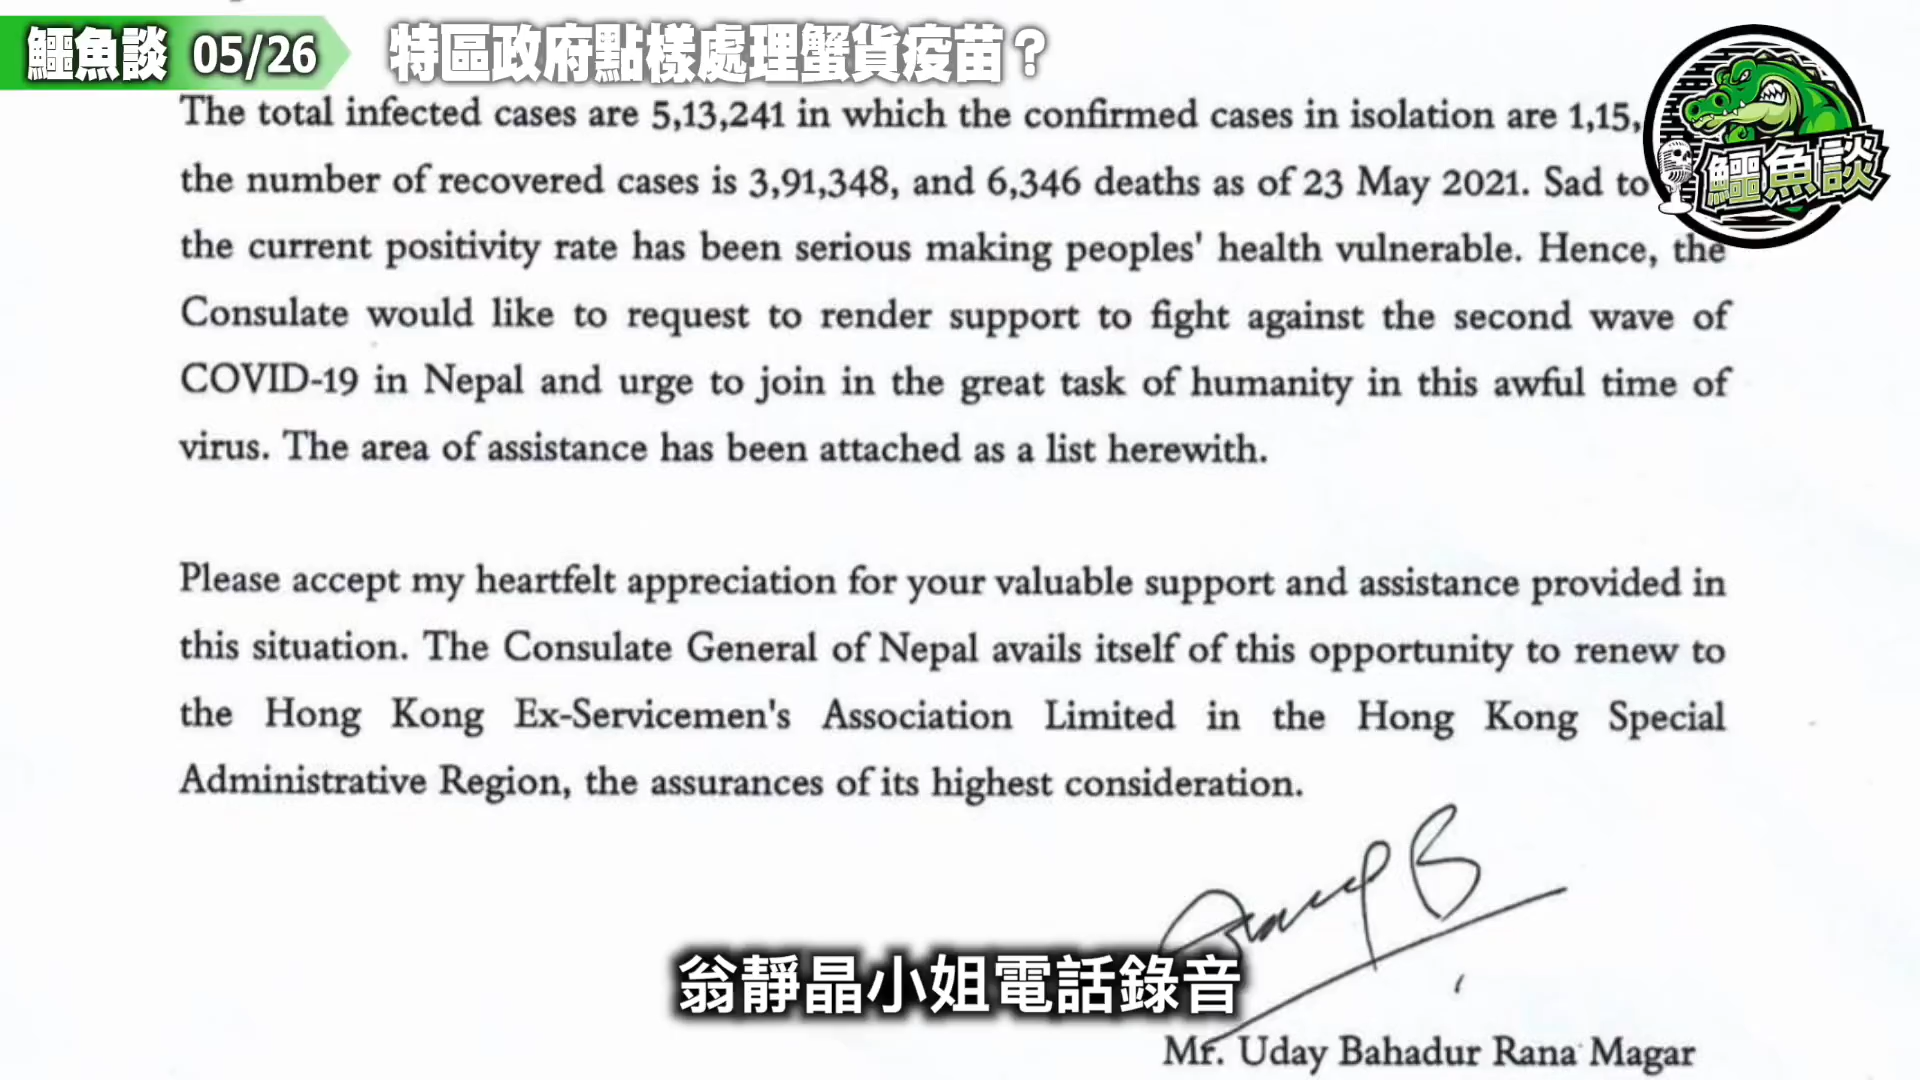 鱷魚談 05/26 特區政府點樣處理蟹貨疫苗？
鱷魚談
The total infected cases are 5,13,241 in which the confirmed cases in isolation are 1,15,
the number of recovered cases is 3,91,348, and 6,346 deaths as of 23 May 2021. Sad to
the current positivity rate has been serious making peoples' health vulnerable. Hence, the
Consulate would like to request to render support to fight against the second wave of
COVID-19 in Nepal and urge to join in the great task of humanity in this awful time of
virus. The area of assistance has been attached as a list herewith.
Please accept my heartfelt appreciation for your valuable support and assistance provided in
this situation. The Consulate General of Nepal avails itself of this opportunity to renew to
the Hong Kong Ex-Servicemen's Association Limited in the Hong Kong Special
Administrative Region, the assurances of its highest consideration.
翁靜晶小姐電話錄音
Mr. Uday Bahadur Rana Magar